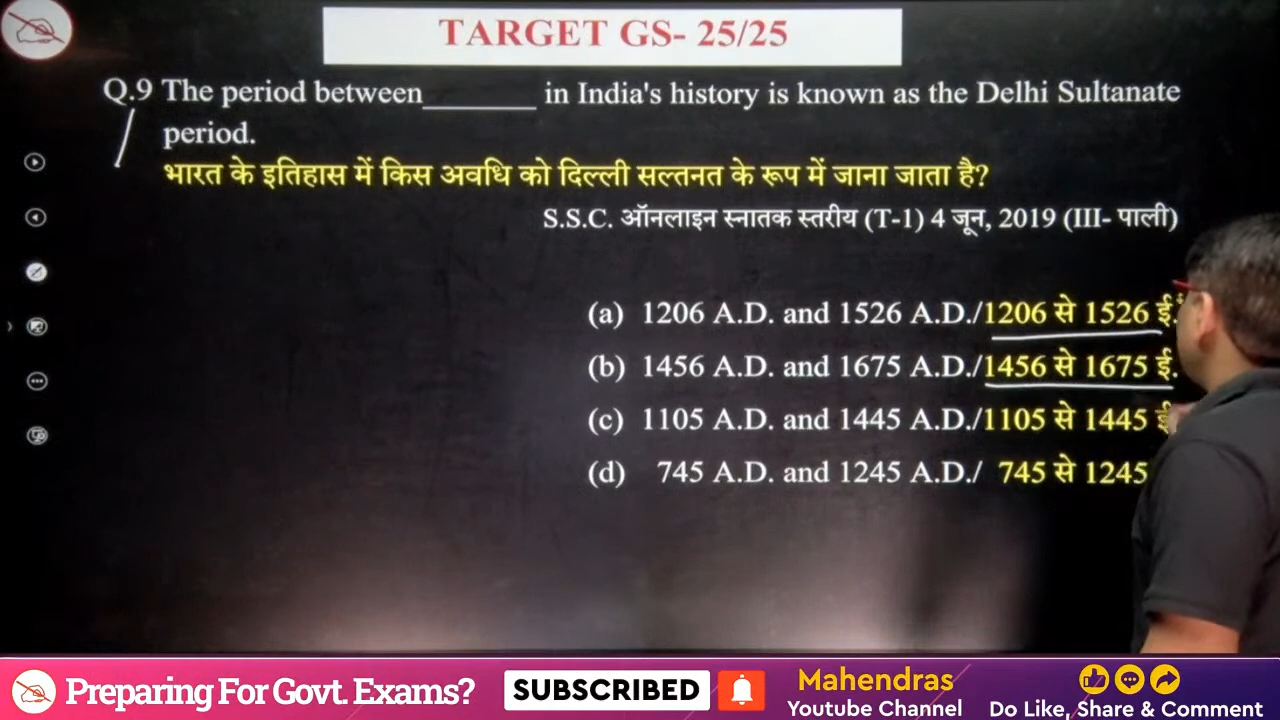 TARGET GS- 25/25
Q.9 The period between________ in India's history is known as the Delhi Sultanate
period.
भारत के इतिहास में किस अवधि को दिल्ली सल्तनत के रूप में जाना जाता है?
S.S.C. ऑनलाइन स्नातक स्तरीय (T-1) 4 जून, 2019 (III- पाली)
(a) 1206 A.D. and 1526 A.D./1206 से 1526 ई.
(b) 1456 A.D. and 1675 A.D./1456 से 1675 ई.
(c) 1105 A.D. and 1445 A.D./1105 से 1445 ई
(d) 745 A.D. and 1245 A.D./ 745 से 1245
Preparing For Govt. Exams? SUBSCRIBED Mahendras
Youtube Channel Do Like, Share & Comment